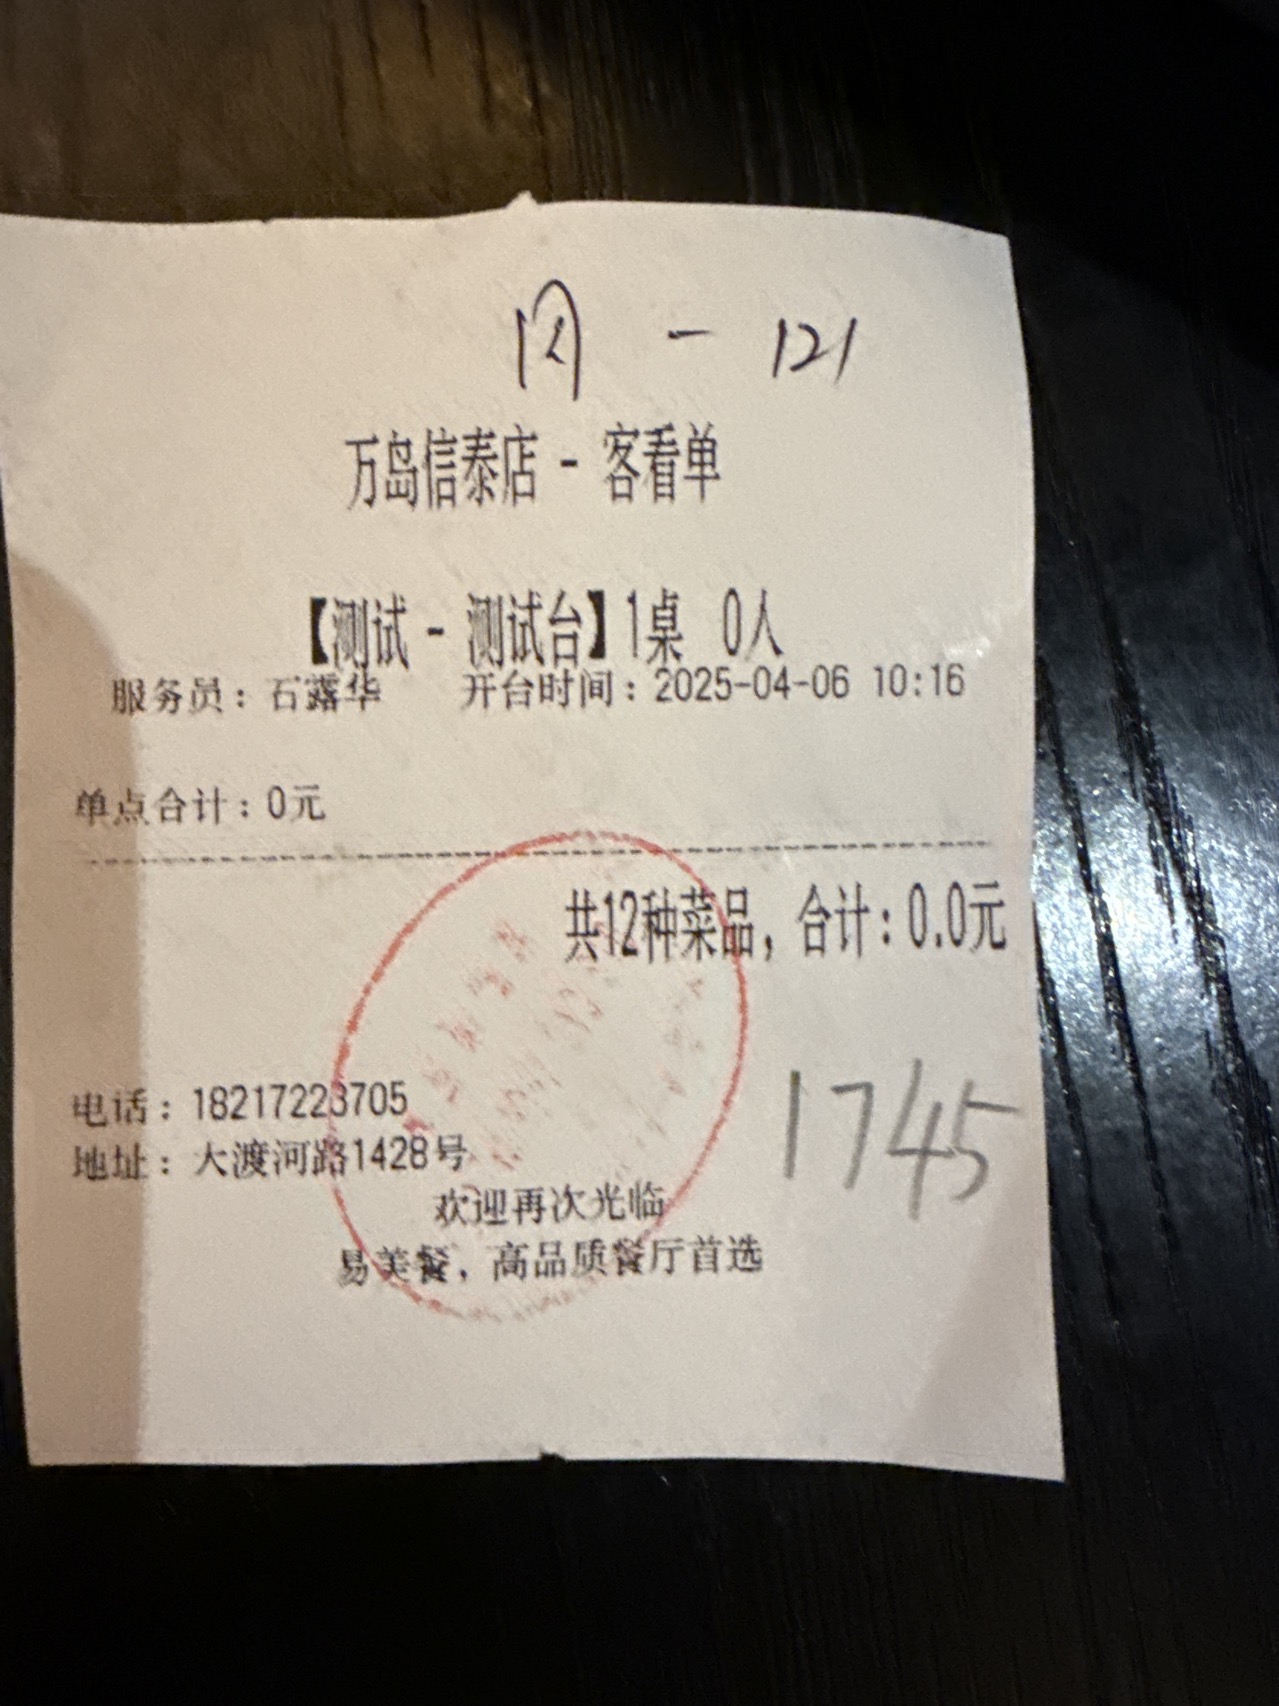 闪 - 121
万岛信泰店 - 客看单
【测试 - 测试台】1桌 0人
服务员：石露华 开台时间：2025-04-06 10:16
单点合计：0元
共12种菜品，合计：0.0元
电话：18217223705
1745
地址：大渡河路1428号
欢迎再次光临
易美餐，高品质餐厅首选